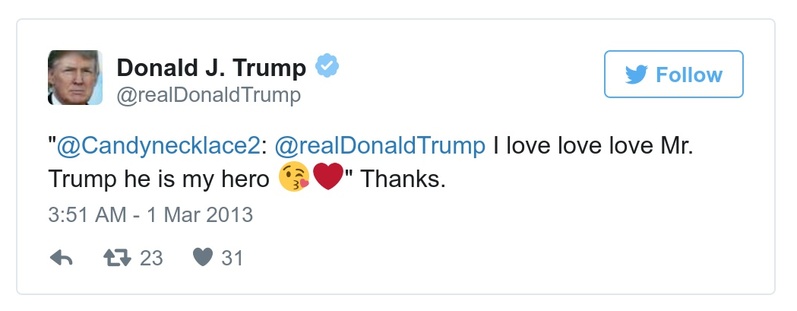 Donald J. Trump
@realDonaldTrump
Follow
"@Candynecklace2: @realDonaldTrump I love love love Mr.
Trump he is my hero 😘❤" Thanks.
3:51 AM - 1 Mar 2013
23 31